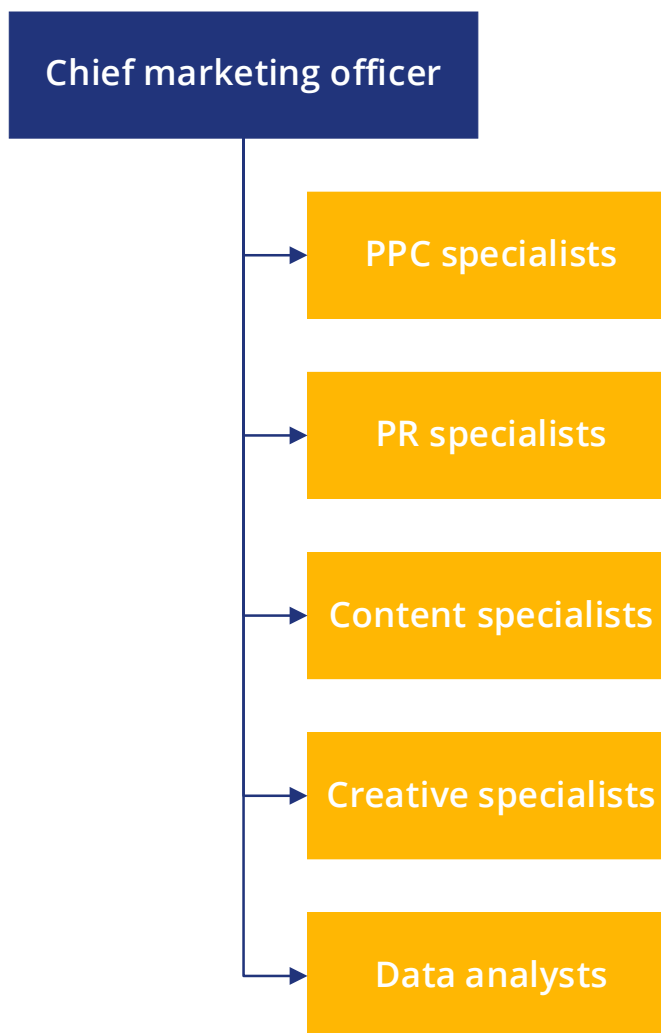 Chief marketing officer
PPC specialists
PR specialists
Content specialists
Creative specialists
Data analysts